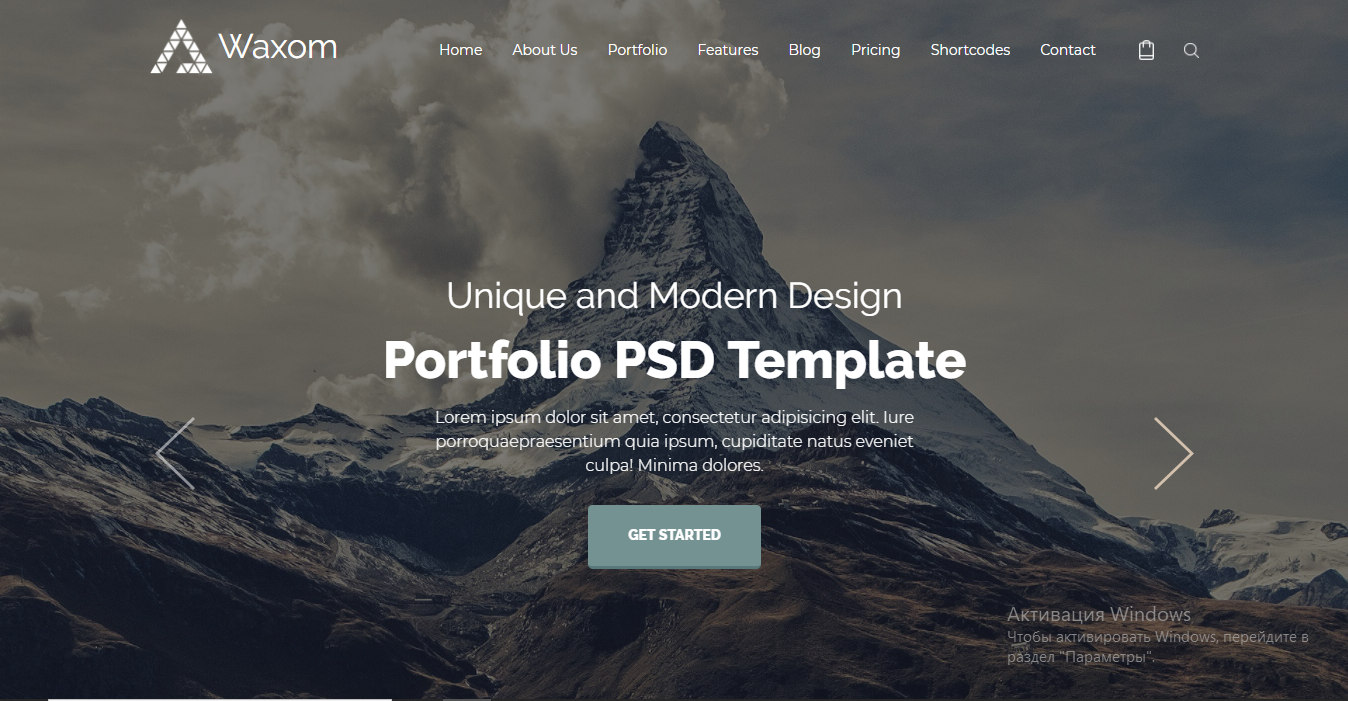 Waxom
Home About Us Portfolio Features Blog Pricing Shortcodes Contact
Unique and Modern Design
Portfolio PSD Template
Lorem ipsum dolor sit amet, consectetur adipisicing elit. Iure
porroquaepraesentium quia ipsum, cupiditate natus eveniet
culpa! Minima dolores.
GET STARTED
Активация Windows
Чтобы активировать Windows, перейдите в
раздел "Параметры".